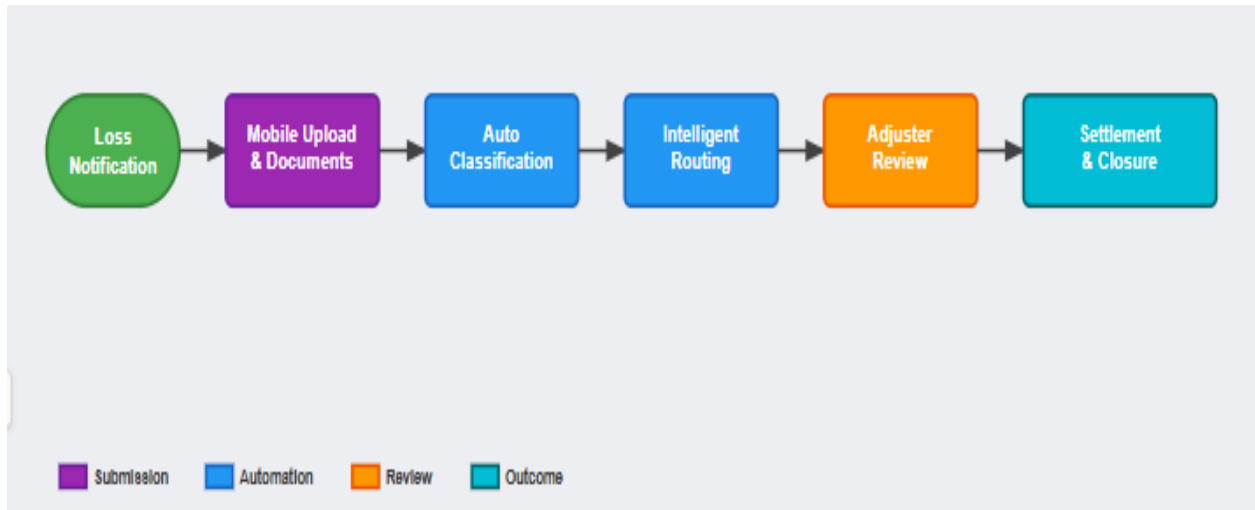 Loss
Notification
Mobile Upload
& Documents
Auto
Classification
Intelligent
Routing
Adjuster
Review
Settlement
& Closure
Submission
Automation
Review
Outcome